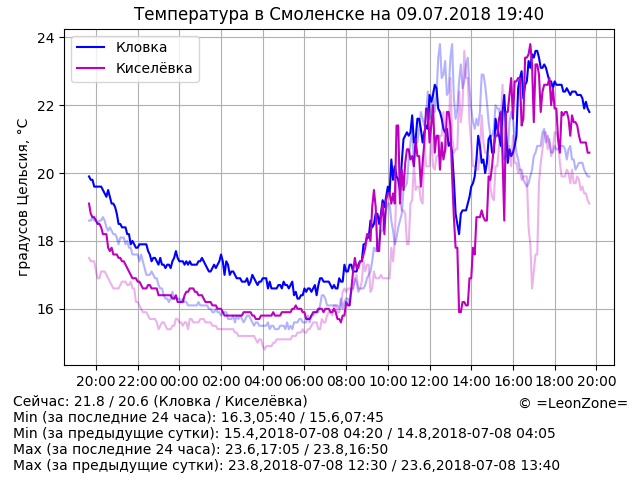 Температура в Смоленске на 09.07.2018 19:40
24
22
20
18
16
градусов Цельсия, °C
Кловка
Киселёвка
20:00 22:00 00:00 02:00 04:00 06:00 08:00 10:00 12:00 14:00 16:00 18:00 20:00
Сейчас: 21.8 / 20.6 (Кловка / Киселёвка)
© =LeonZone=
Min (за последние 24 часа): 16.3,05:40 / 15.6,07:45
Min (за предыдущие сутки): 15.4,2018-07-08 04:20 / 14.8,2018-07-08 04:05
Max (за последние 24 часа): 23.6,17:05 / 23.8,16:50
Max (за предыдущие сутки): 23.8,2018-07-08 12:30 / 23.6,2018-07-08 13:40